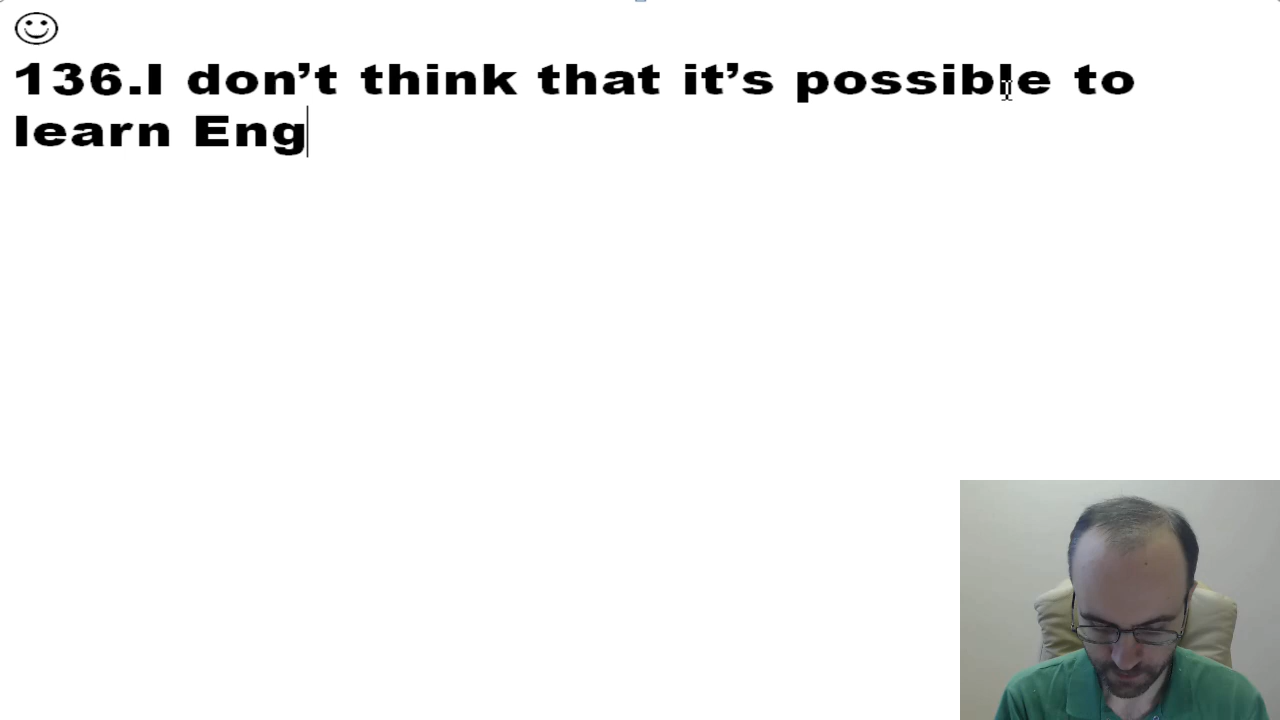 136.I don’t think that it’s possible to
learn Eng